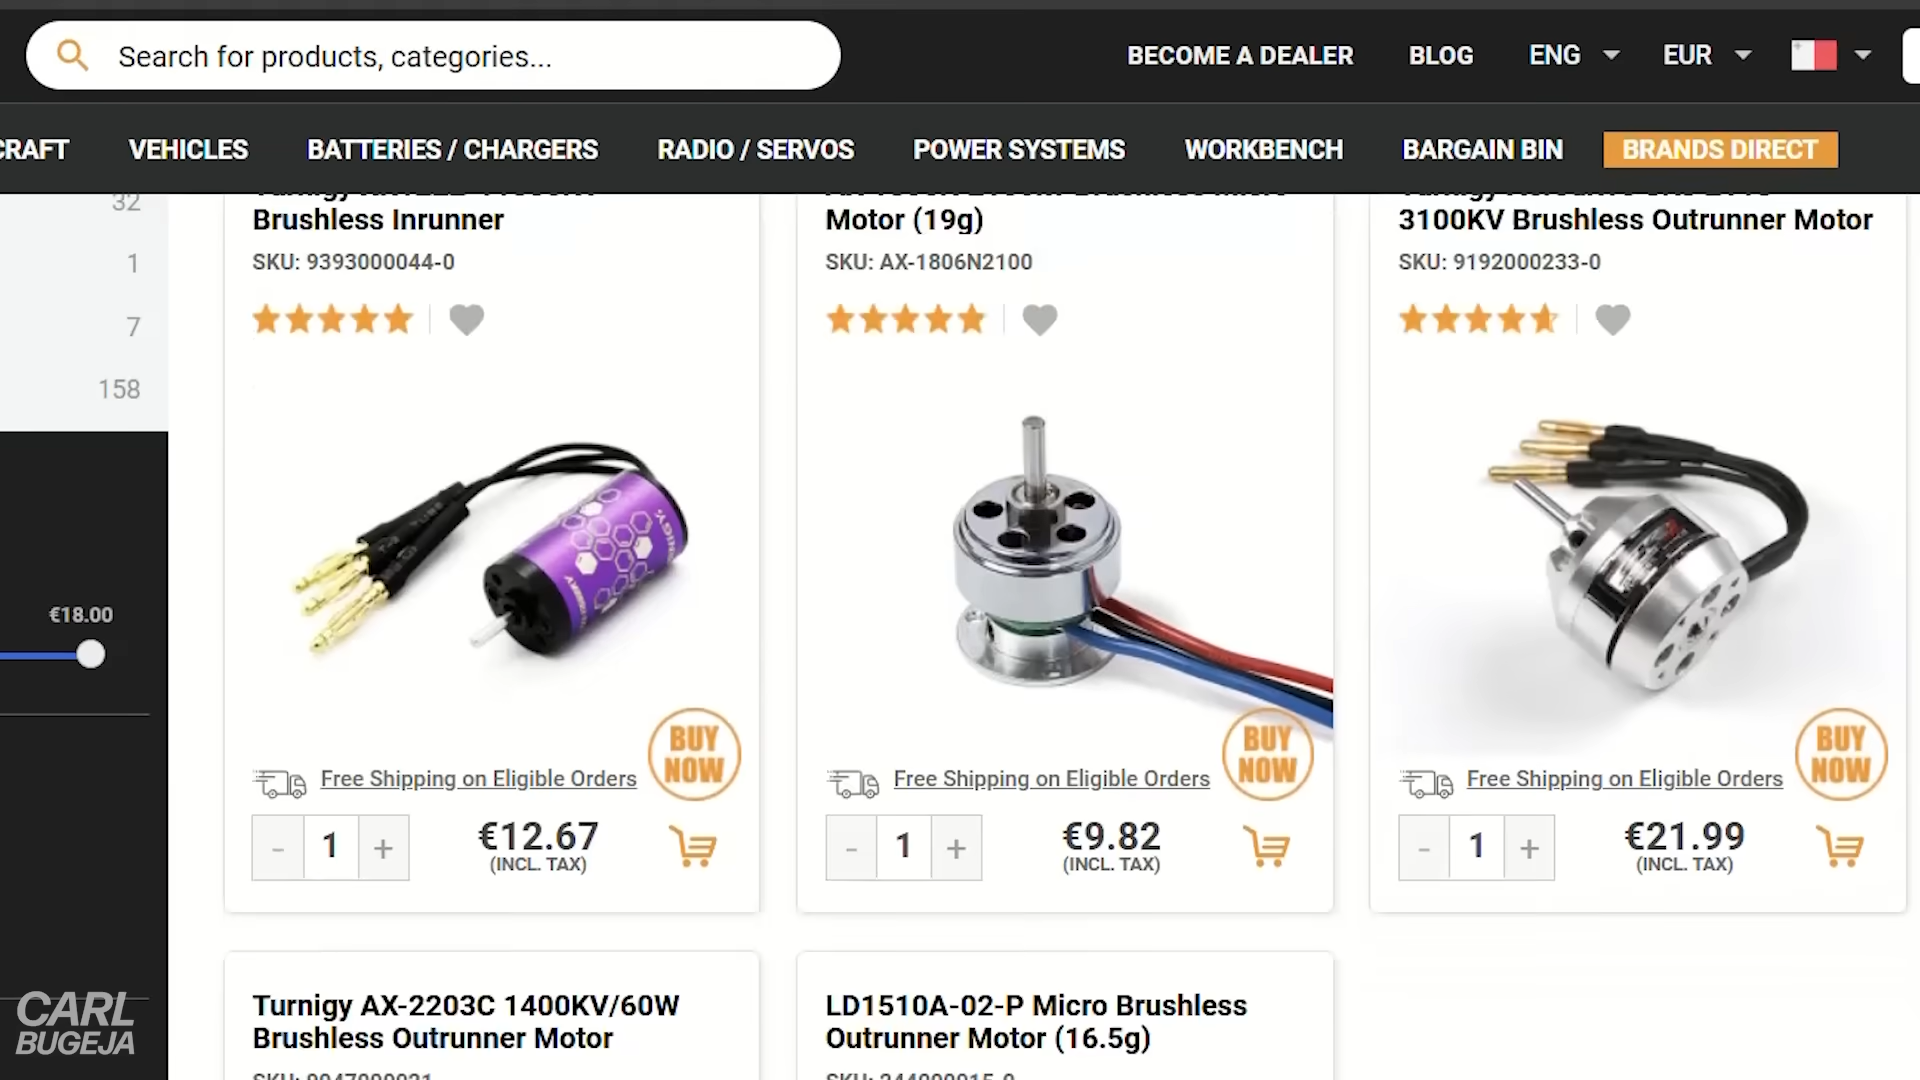 Search for products, categories...
BECOME A DEALER
BLOG
ENG
EUR
CRAFT
VEHICLES
BATTERIES / CHARGERS
RADIO / SERVOS
POWER SYSTEMS
WORKBENCH
BARGAIN BIN
BRANDS DIRECT
32
1
7
158
€18.00
Brushless Inrunner
SKU: 9393000044-0
TURNIGY
BUY
NOW
Free Shipping on Eligible Orders
- 1 +
€12.67
(INCL. TAX)
Motor (19g)
SKU: AX-1806N2100
BUY
NOW
Free Shipping on Eligible Orders
- 1 +
€9.82
(INCL. TAX)
3100KV Brushless Outrunner Motor
SKU: 9192000233-0
BUY
NOW
Free Shipping on Eligible Orders
- 1 +
€21.99
(INCL. TAX)
Turnigy AX-2203C 1400KV/60W
Brushless Outrunner Motor
LD1510A-02-P Micro Brushless
Outrunner Motor (16.5g)
CARL
BUGEJA